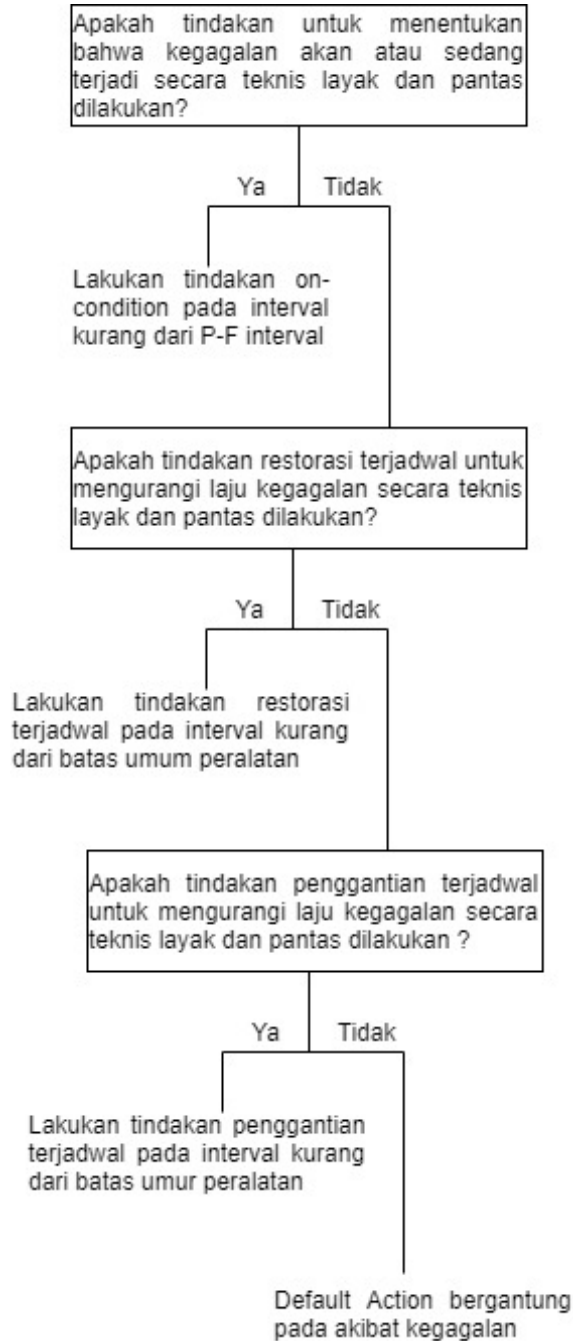 Apakah tindakan untuk menentukan
bahwa kegagalan akan atau sedang
terjadi secara teknis layak dan pantas
dilakukan?
Ya
Tidak
Lakukan tindakan on-
condition pada interval
kurang dari P-F interval
Apakah tindakan restorasi terjadwal untuk
mengurangi laju kegagalan secara teknis
layak dan pantas dilakukan?
Ya
Tidak
Lakukan tindakan restorasi
terjadwal pada interval kurang
dari batas umum peralatan
Apakah tindakan penggantian terjadwal
untuk mengurangi laju kegagalan secara
teknis layak dan pantas dilakukan ?
Ya
Tidak
Lakukan tindakan penggantian
terjadwal pada interval kurang
dari batas umur peralatan
Default Action bergantung
pada akibat kegagalan